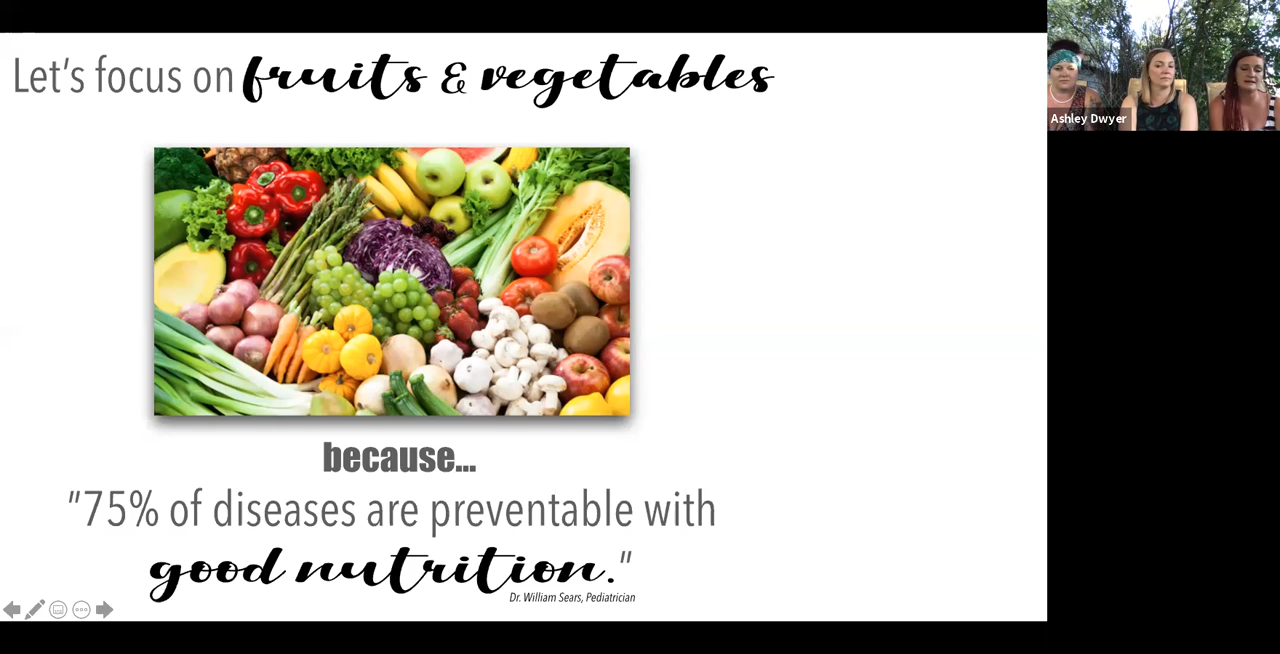 Let's focus on fruits & vegetables
because...
"75% of diseases are preventable with
good nutrition."
Dr. William Sears, Pediatrician
Ashley Dwyer